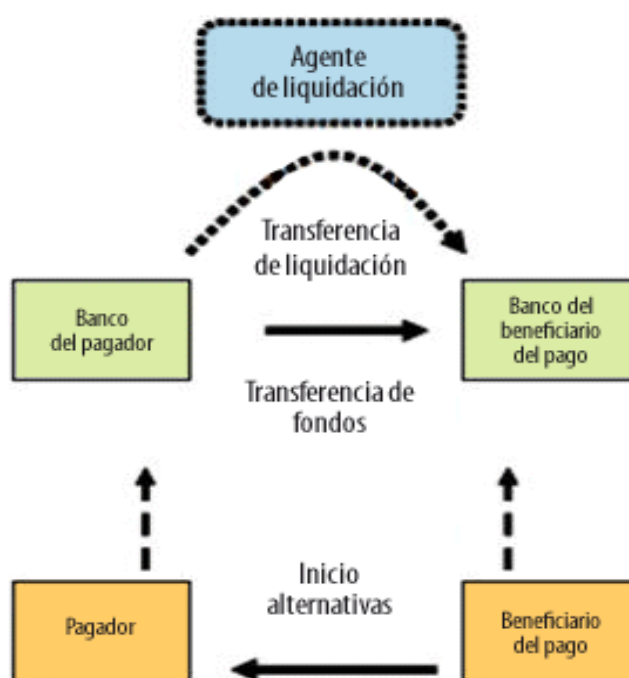 Agente
de liquidación
Transferencia
de liquidación
Banco
del pagador
Banco del
beneficiario
del pago
Transferencia de
fondos
Inicio
alternativas
Pagador
Beneficiario
del pago